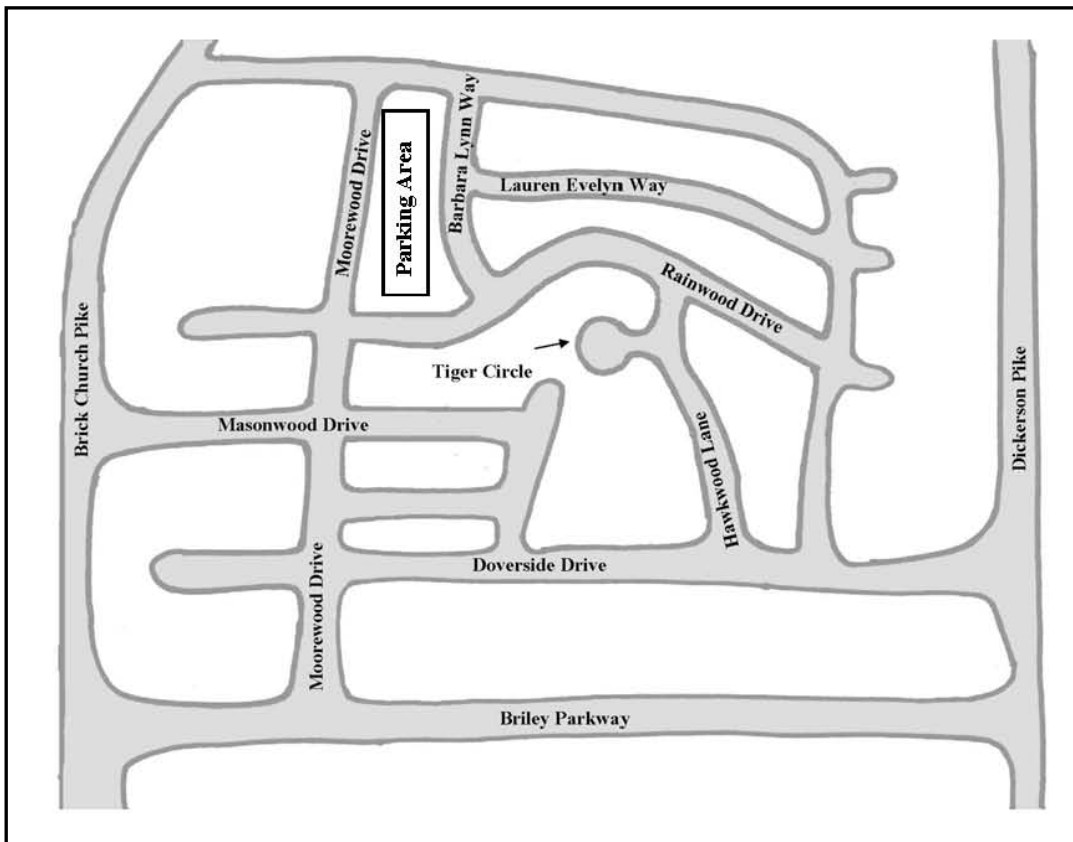 Barbara Lynn Way
Moorewood Drive
Parking Area
Lauren Evelyn Way
Rainwood Drive
Brick Church Pike
Tiger Circle
Dickerson Pike
Masonwood Drive
Hawkwood Lane
Doverside Drive
Moorewood Drive
Briley Parkway